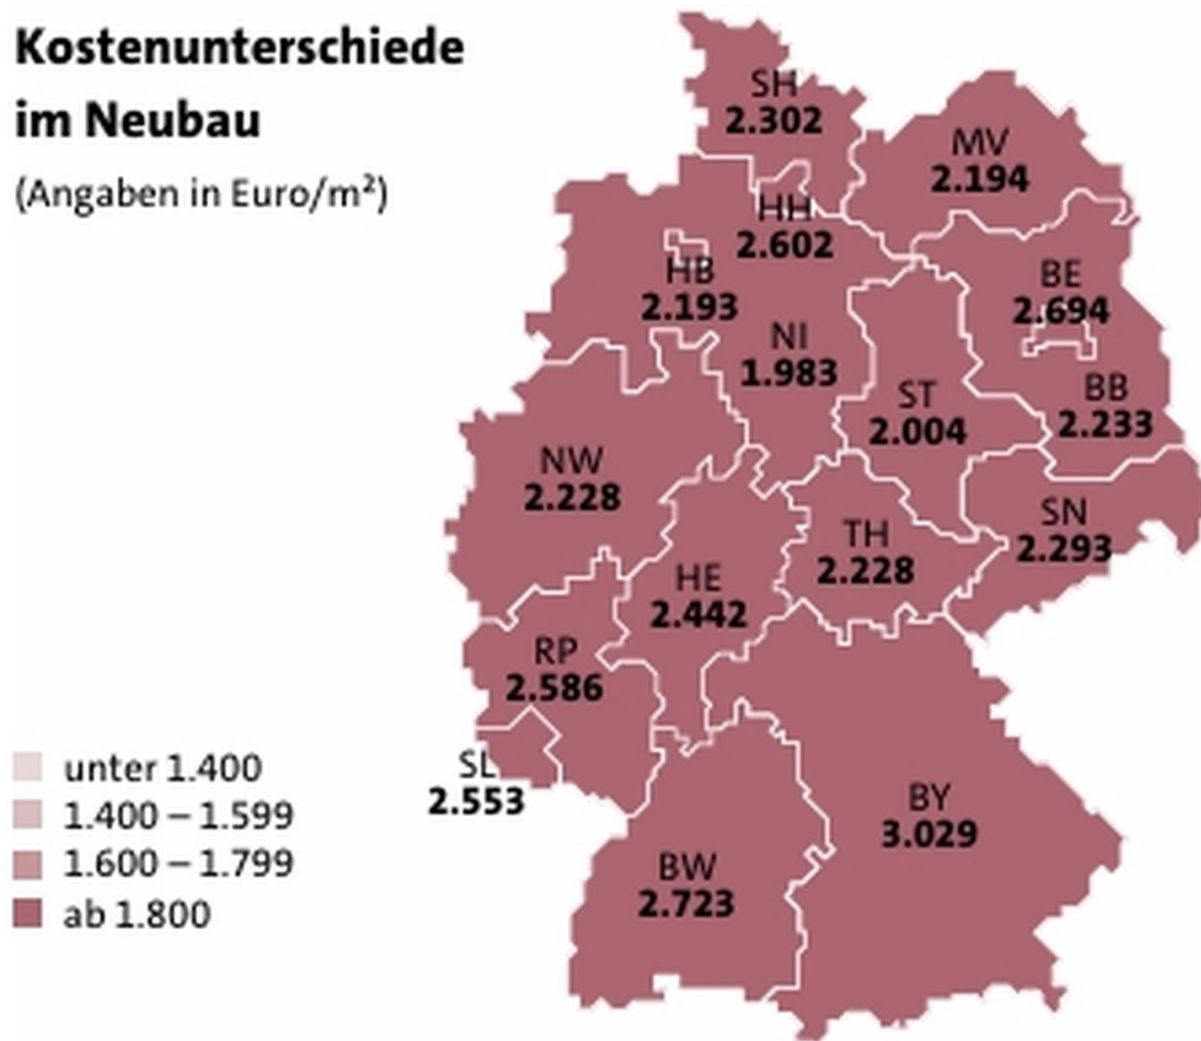 Kostenunterschiede
im Neubau
(Angaben in Euro/m²)
SH
2.302
MV
2.194
HH
2.602
HB
2.193
BE
2.694
NI
1.983
ST
2.004
BB
2.233
NW
2.228
SN
2.293
TH
2.228
HE
2.442
RP
2.586
SL
2.553
BY
3.029
BW
2.723
unter 1.400
1.400 – 1.599
1.600 – 1.799
ab 1.800